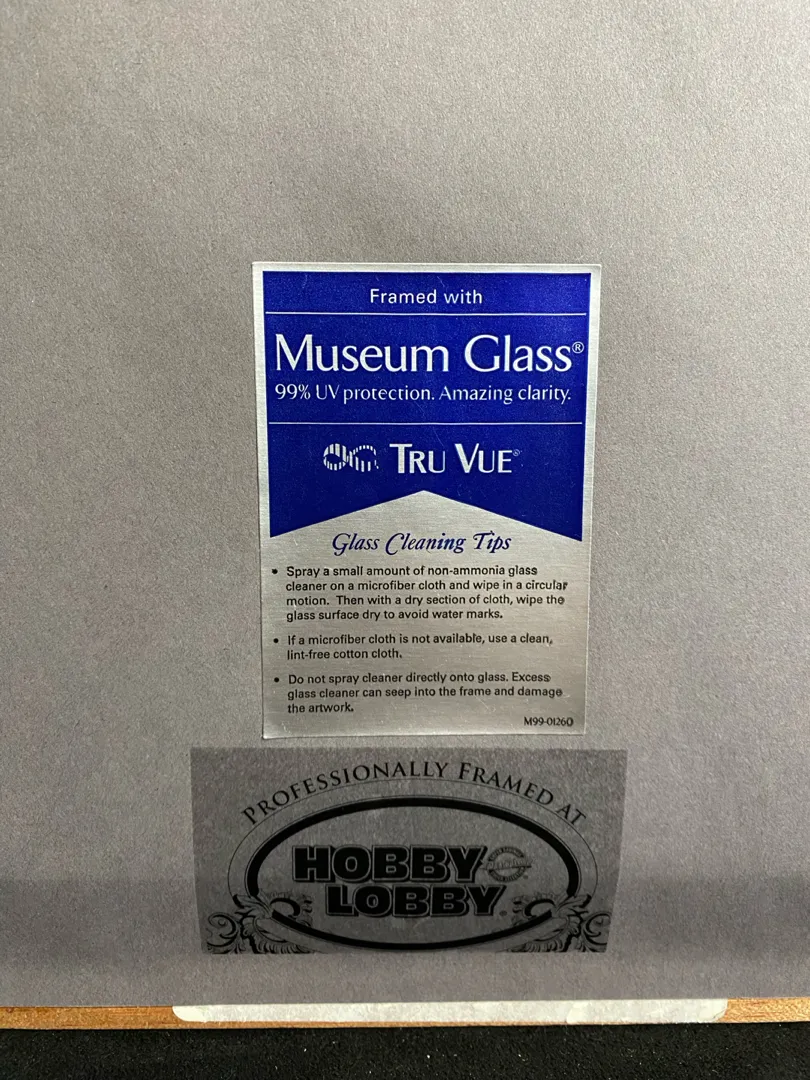 Framed with
Museum Glass®
99% UV protection. Amazing clarity.
TRU VUE®
Glass Cleaning Tips
• Spray a small amount of non-ammonia glass
cleaner on a microfiber cloth and wipe in a circular
motion. Then with a dry section of cloth, wipe the
glass surface dry to avoid water marks.
• If a microfiber cloth is not available, use a clean,
lint-free cotton cloth.
• Do not spray cleaner directly onto glass. Excess
glass cleaner can seep into the frame and damage
the artwork.
M99-01260
PROFESSIONALLY FRAMED AT
HOBBY
LOBBY